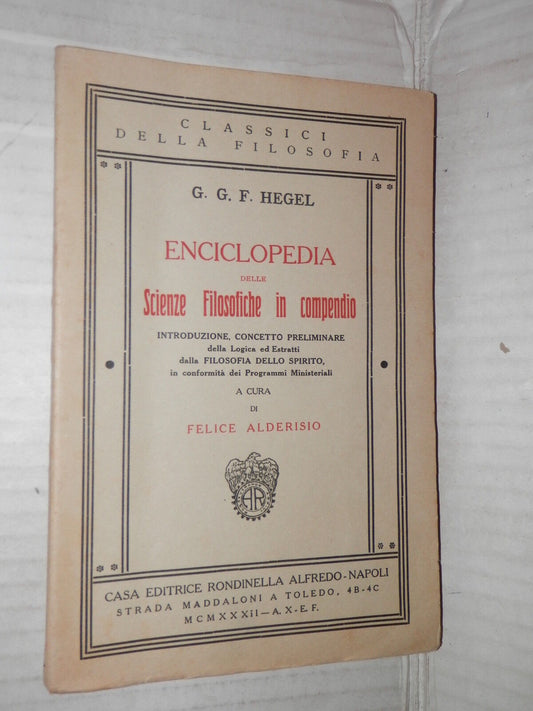 CLASSICI
DELLA FILOSOFIA
G. G. F. HEGEL
ENCICLOPEDIA
DELLE
Scienze Filosofiche in compendio
INTRODUZIONE, CONCETTO PRELIMINARE
della Logica ed Estratti
dalla FILOSOFIA DELLO SPIRITO,
in conformità dei Programmi Ministeriali
A CURA
DI
FELICE ALDERISIO
AR
CASA EDITRICE RONDINELLA ALFREDO-NAPOLI
STRADA MADDALONI A TOLEDO, 4B-4C
MCMXXXii—A. X-E. F.